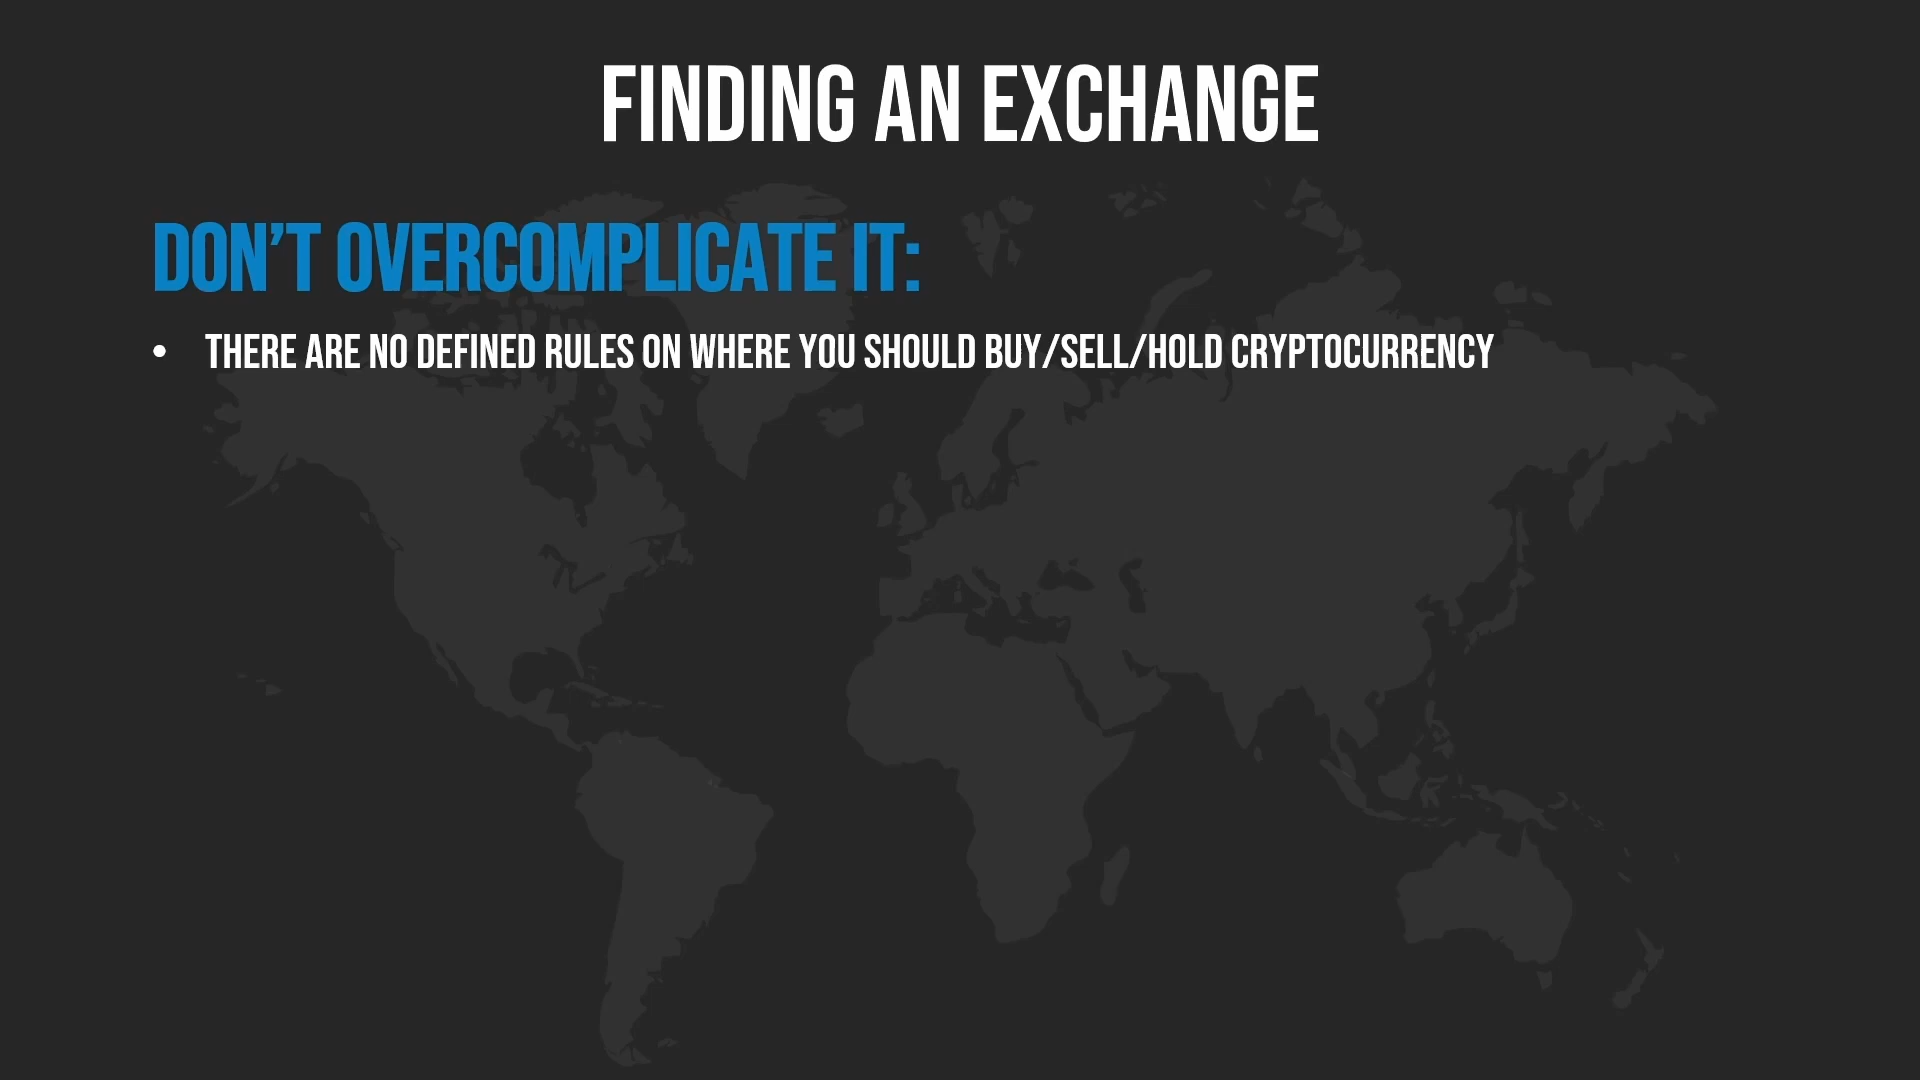 FINDING AN EXCHANGE
DON’T OVERCOMPLICATE IT:
• THERE ARE NO DEFINED RULES ON WHERE YOU SHOULD BUY/SELL/HOLD CRYPTOCURRENCY